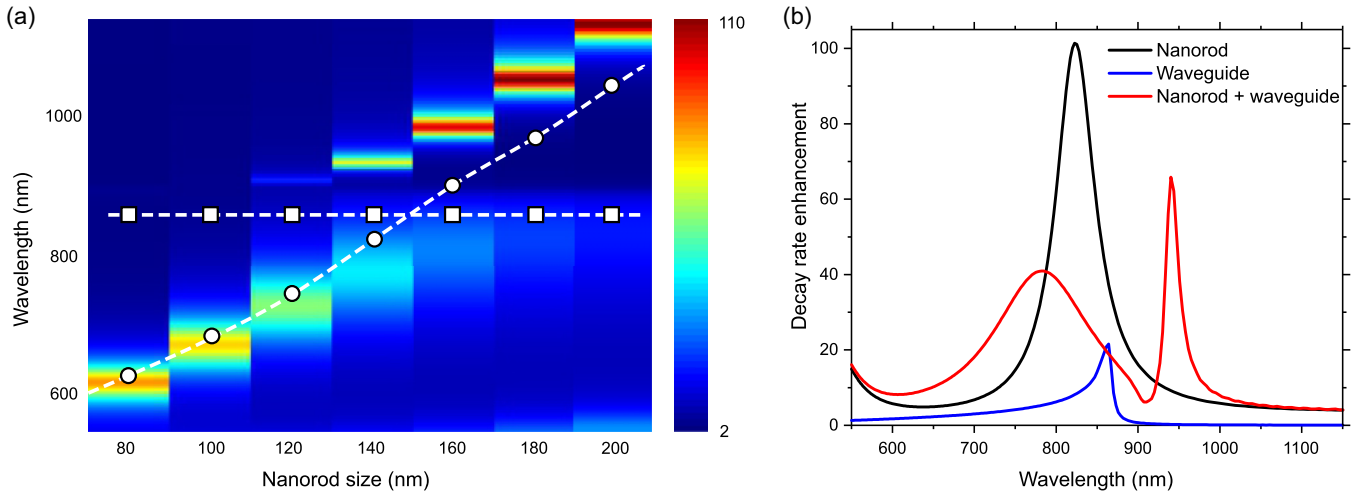 (a)
Wavelength (nm)
1000
800
600
80 100 120 140 160 180 200
Nanorod size (nm)
110
2
(b)
Decay rate enhancement
100
80
60
40
20
0
Nanorod
Waveguide
Nanorod + waveguide
600 700 800 900 1000 1100
Wavelength (nm)